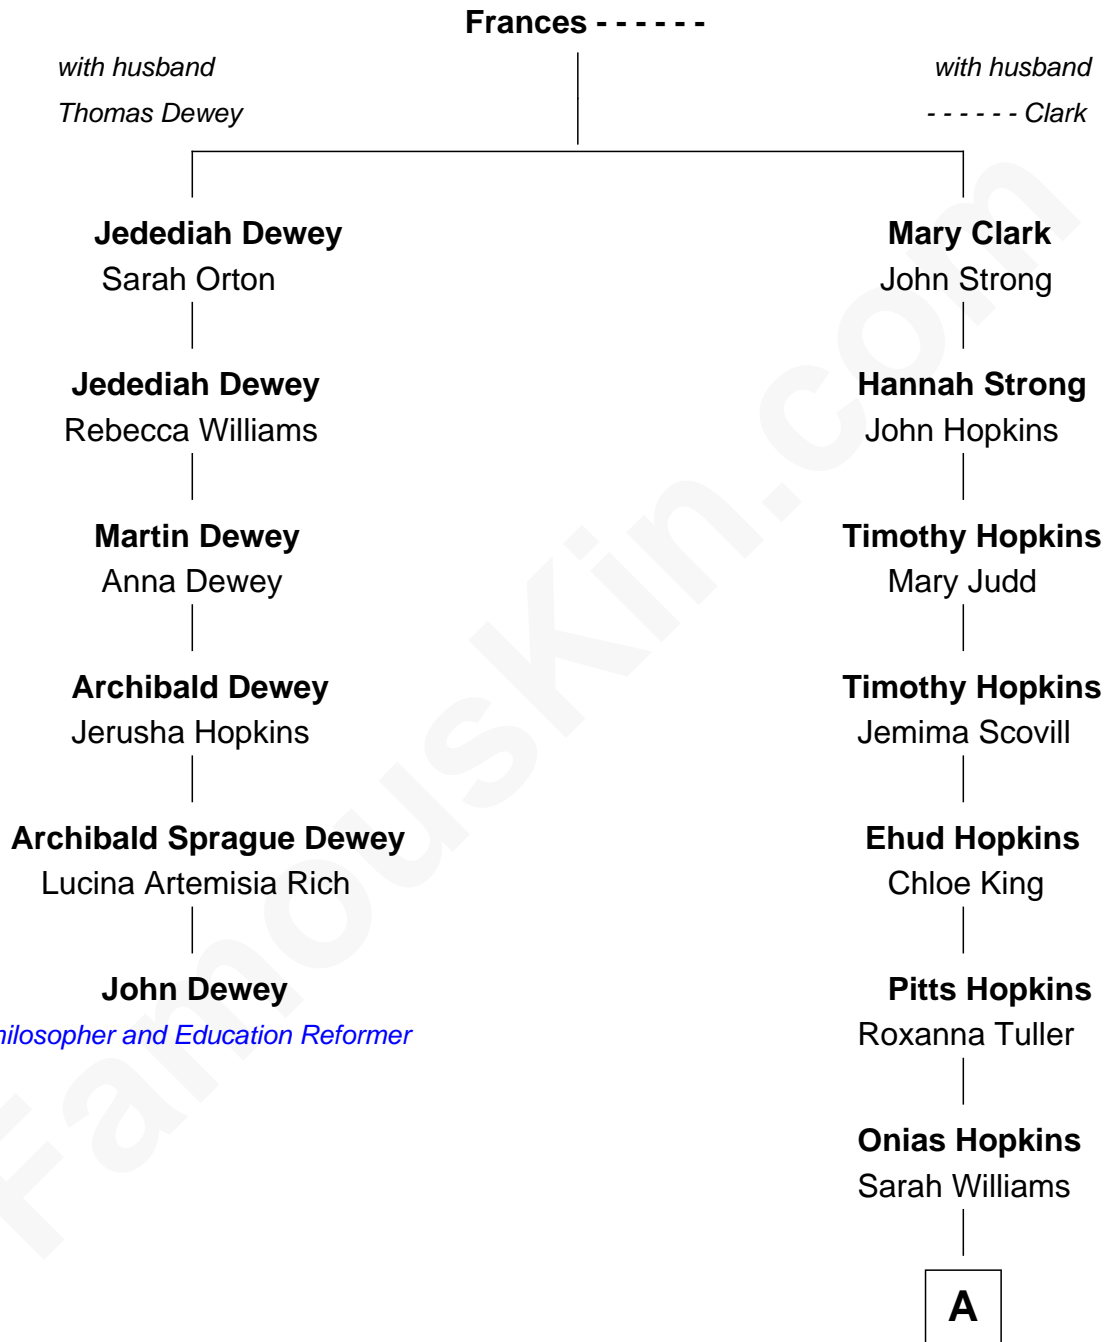 Frances - - - - - -
with husband
Thomas Dewey
with husband
- - - - - - Clark
Jedediah Dewey
Sarah Orton
Mary Clark
John Strong
Jedediah Dewey
Rebecca Williams
Hannah Strong
John Hopkins
Martin Dewey
Anna Dewey
Timothy Hopkins
Mary Judd
Archibald Dewey
Jerusha Hopkins
Timothy Hopkins
Jemima Scovill
Archibald Sprague Dewey
Lucina Artemisia Rich
Ehud Hopkins
Chloe King
John Dewey
hilosopher and Education Reformer
Pitts Hopkins
Roxanna Tuller
Onias Hopkins
Sarah Williams
A
FamousKin.com